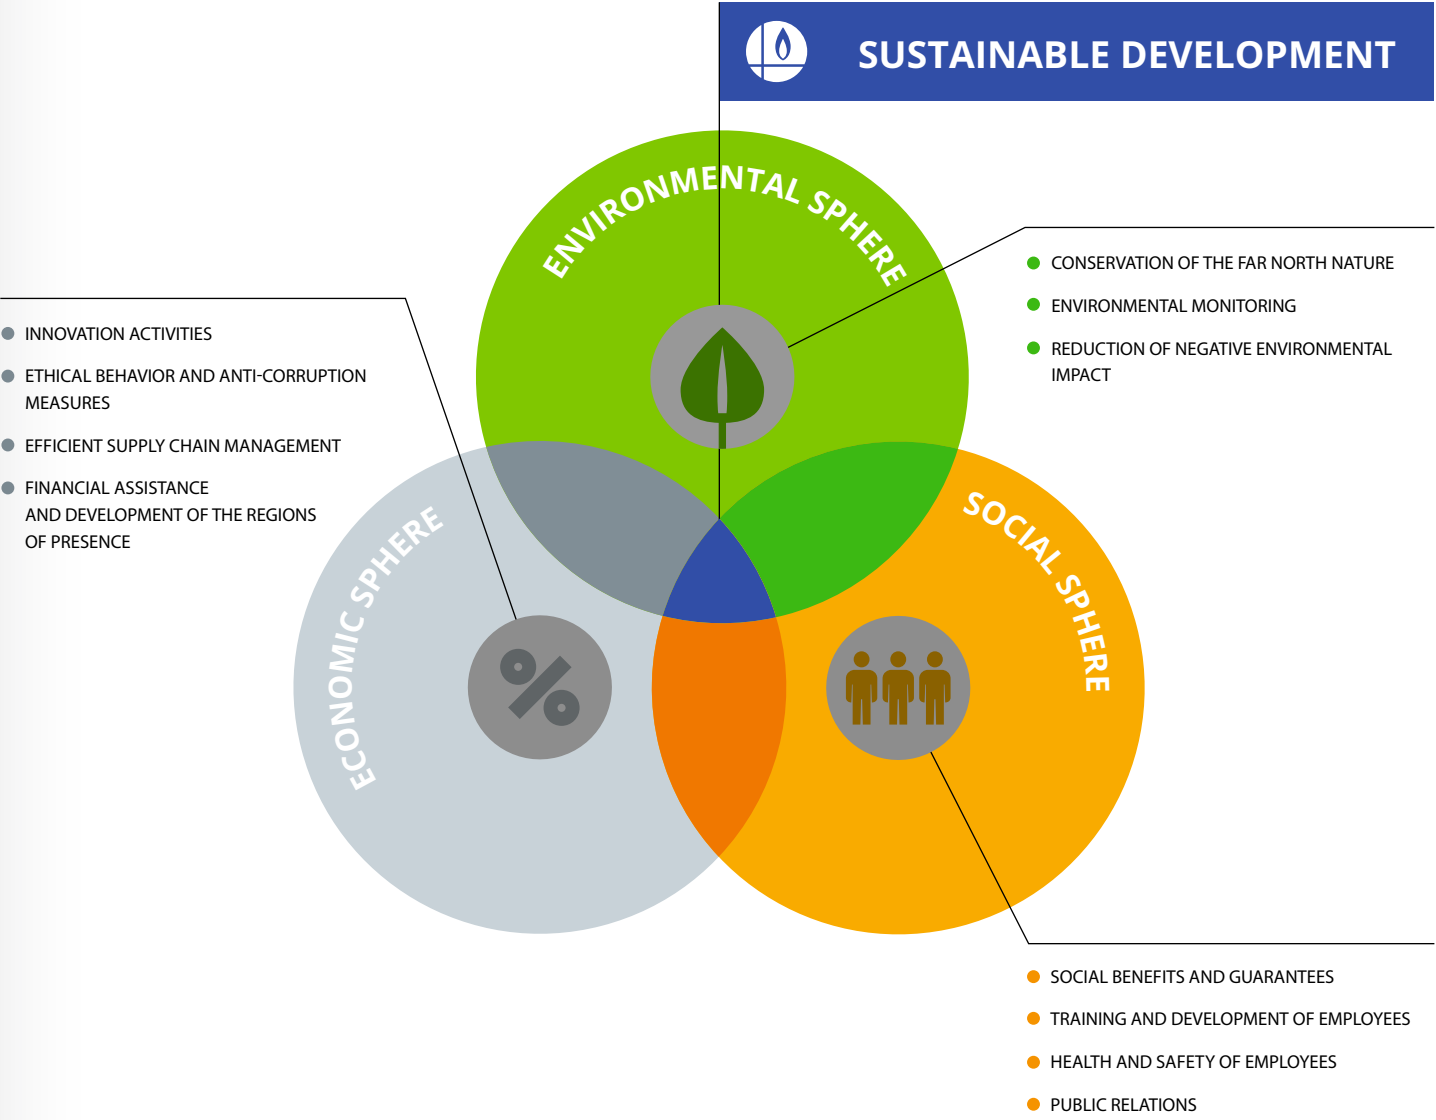 SUSTAINABLE DEVELOPMENT
ENVIRONMENTAL SPHERE
CONSERVATION OF THE FAR NORTH NATURE
ENVIRONMENTAL MONITORING
REDUCTION OF NEGATIVE ENVIRONMENTAL
IMPACT
INNOVATION ACTIVITIES
ETHICAL BEHAVIOR AND ANTI-CORRUPTION
MEASURES
EFFICIENT SUPPLY CHAIN MANAGEMENT
FINANCIAL ASSISTANCE
AND DEVELOPMENT OF THE REGIONS
OF PRESENCE
ECONOMIC SPHERE
%
SOCIAL SPHERE
SOCIAL BENEFITS AND GUARANTEES
TRAINING AND DEVELOPMENT OF EMPLOYEES
HEALTH AND SAFETY OF EMPLOYEES
PUBLIC RELATIONS